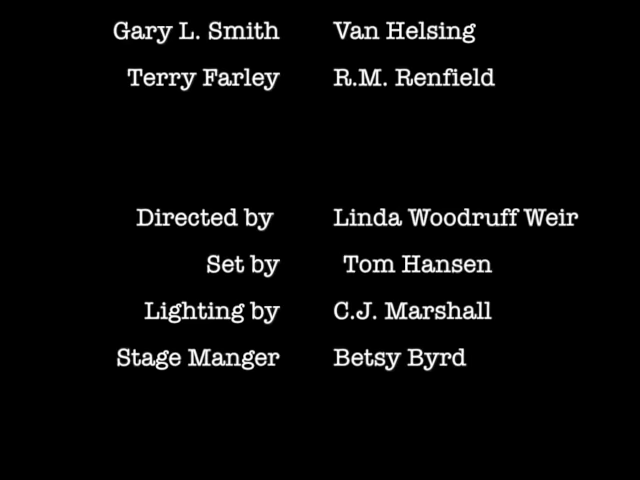 Gary L. Smith Van Helsing
Terry Farley R.M. Renfield
Directed by Linda Woodruff Weir
Set by Tom Hansen
Lighting by C.J. Marshall
Stage Manger Betsy Byrd